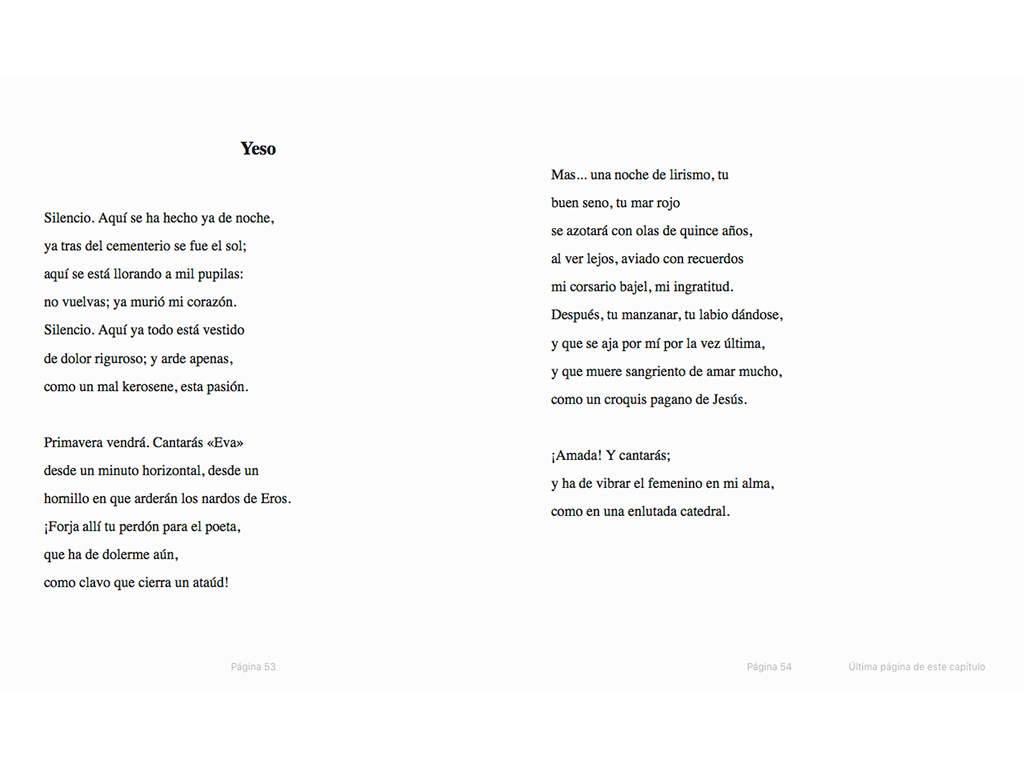 Yeso
Silencio. Aquí se ha hecho ya de noche,
ya tras del cementerio se fue el sol;
aquí se está llorando a mil pupilas:
no vuelvas; ya murió mi corazón.
Silencio. Aquí ya todo está vestido
de dolor riguroso; y arde apenas,
como un mal kerosene, esta pasión.
Primavera vendrá. Cantarás «Eva»
desde un minuto horizontal, desde un
hornillo en que arderán los nardos de Eros.
¡Forja allí tu perdón para el poeta,
que ha de dolerme aún,
como clavo que cierra un ataúd!
Página 53
Mas... una noche de lirismo, tu
buen seno, tu mar rojo
se azotará con olas de quince años,
al ver lejos, aviado con recuerdos
mi corsario bajel, mi ingratitud.
Después, tu manzanar, tu labio dándose,
y que se aja por mí por la vez última,
y que muere sangriento de amar mucho,
como un croquis pagano de Jesús.
¡Amada! Y cantarás;
y ha de vibrar el femenino en mi alma,
como en una enlutada catedral.
Página 54
Última página de este capítulo